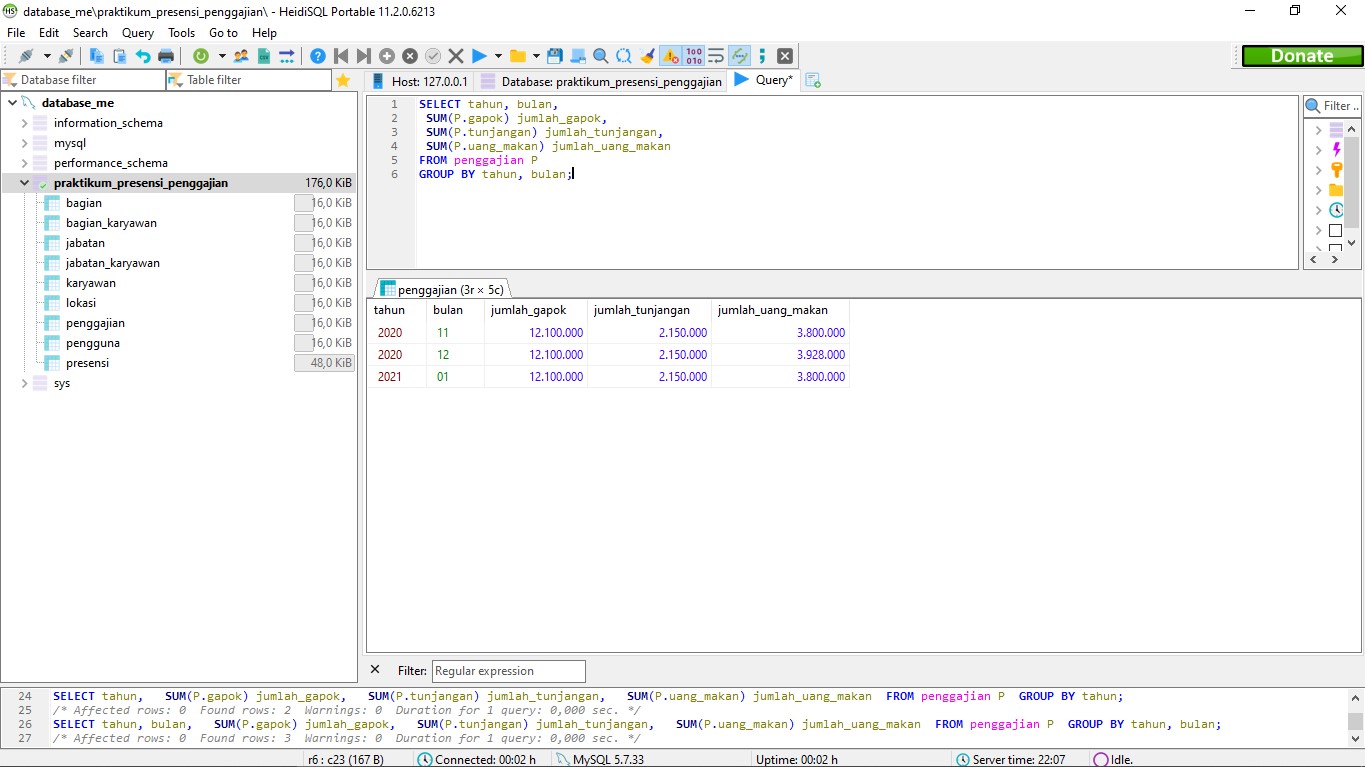 database_me\praktikum_presensi_penggajian\ - HeidiSQL Portable 11.2.0.6213
File Edit Search Query Tools Go to Help
Donate
Database filter Table filter Host: 127.0.0.1 Database: praktikum_presensi_penggajian Query*
database_me
information_schema
mysql
performance_schema
praktikum_presensi_penggajian 176,0 KiB
bagian 16,0 KiB
bagian_karyawan 16,0 KiB
jabatan 16,0 KiB
jabatan_karyawan 16,0 KiB
karyawan 16,0 KiB
lokasi 16,0 KiB
penggajian 16,0 KiB
pengguna 16,0 KiB
presensi 48,0 KiB
sys
1 SELECT tahun, bulan,
2 SUM(P.gapok) jumlah_gapok,
3 SUM(P.tunjangan) jumlah_tunjangan,
4 SUM(P.uang_makan) jumlah_uang_makan
5 FROM penggajian P
6 GROUP BY tahun, bulan;
Filter ..
penggajian (3r × 5c)
tahun bulan jumlah_gapok jumlah_tunjangan jumlah_uang_makan
2020 11 12.100.000 2.150.000 3.800.000
2020 12 12.100.000 2.150.000 3.928.000
2021 01 12.100.000 2.150.000 3.800.000
Filter: Regular expression
24 SELECT tahun, SUM(P.gapok) jumlah_gapok, SUM(P.tunjangan) jumlah_tunjangan, SUM(P.uang_makan) jumlah_uang_makan FROM penggajian P GROUP BY tahun;
25 /* Affected rows: 0 Found rows: 2 Warnings: 0 Duration for 1 query: 0,000 sec. */
26 SELECT tahun, bulan, SUM(P.gapok) jumlah_gapok, SUM(P.tunjangan) jumlah_tunjangan, SUM(P.uang_makan) jumlah_uang_makan FROM penggajian P GROUP BY tahun, bulan;
27 /* Affected rows: 0 Found rows: 3 Warnings: 0 Duration for 1 query: 0,000 sec. */
r6 : c23 (167 B) Connected: 00:02 h MySQL 5.7.33 Uptime: 00:02 h Server time: 22:07 Idle.